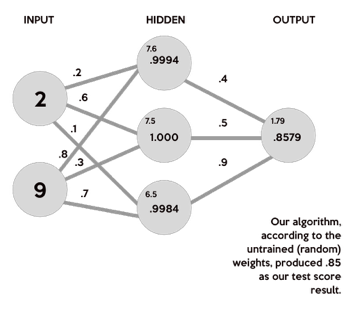 INPUT HIDDEN OUTPUT
7.6
.9994
.2
.4
2
.6
7.5
1.79
.1
1.000
.5
.8579
.8
.3
9
.7
6.5
.9
.9984
Our algorithm,
according to the
untrained (random)
weights, produced .85
as our test score
result.